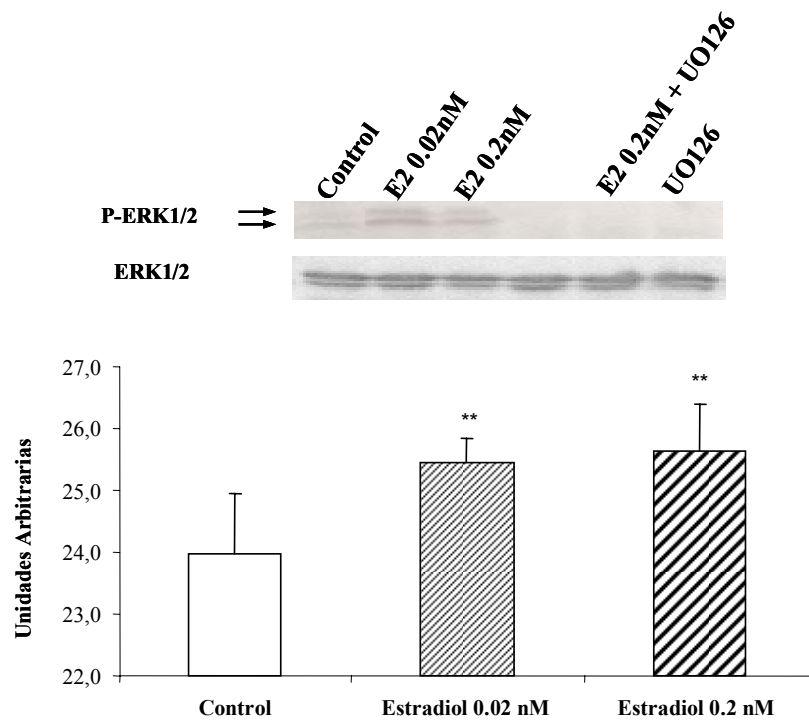 Control
E2 0.02nM
E2 0.2nM
E2 0.2nM + UO126
UO126
P-ERK1/2
ERK1/2
27,0
26,0
25,0
24,0
23,0
22,0
Unidades Arbitrarias
**
**
Control
Estradiol 0.02 nM
Estradiol 0.2 nM